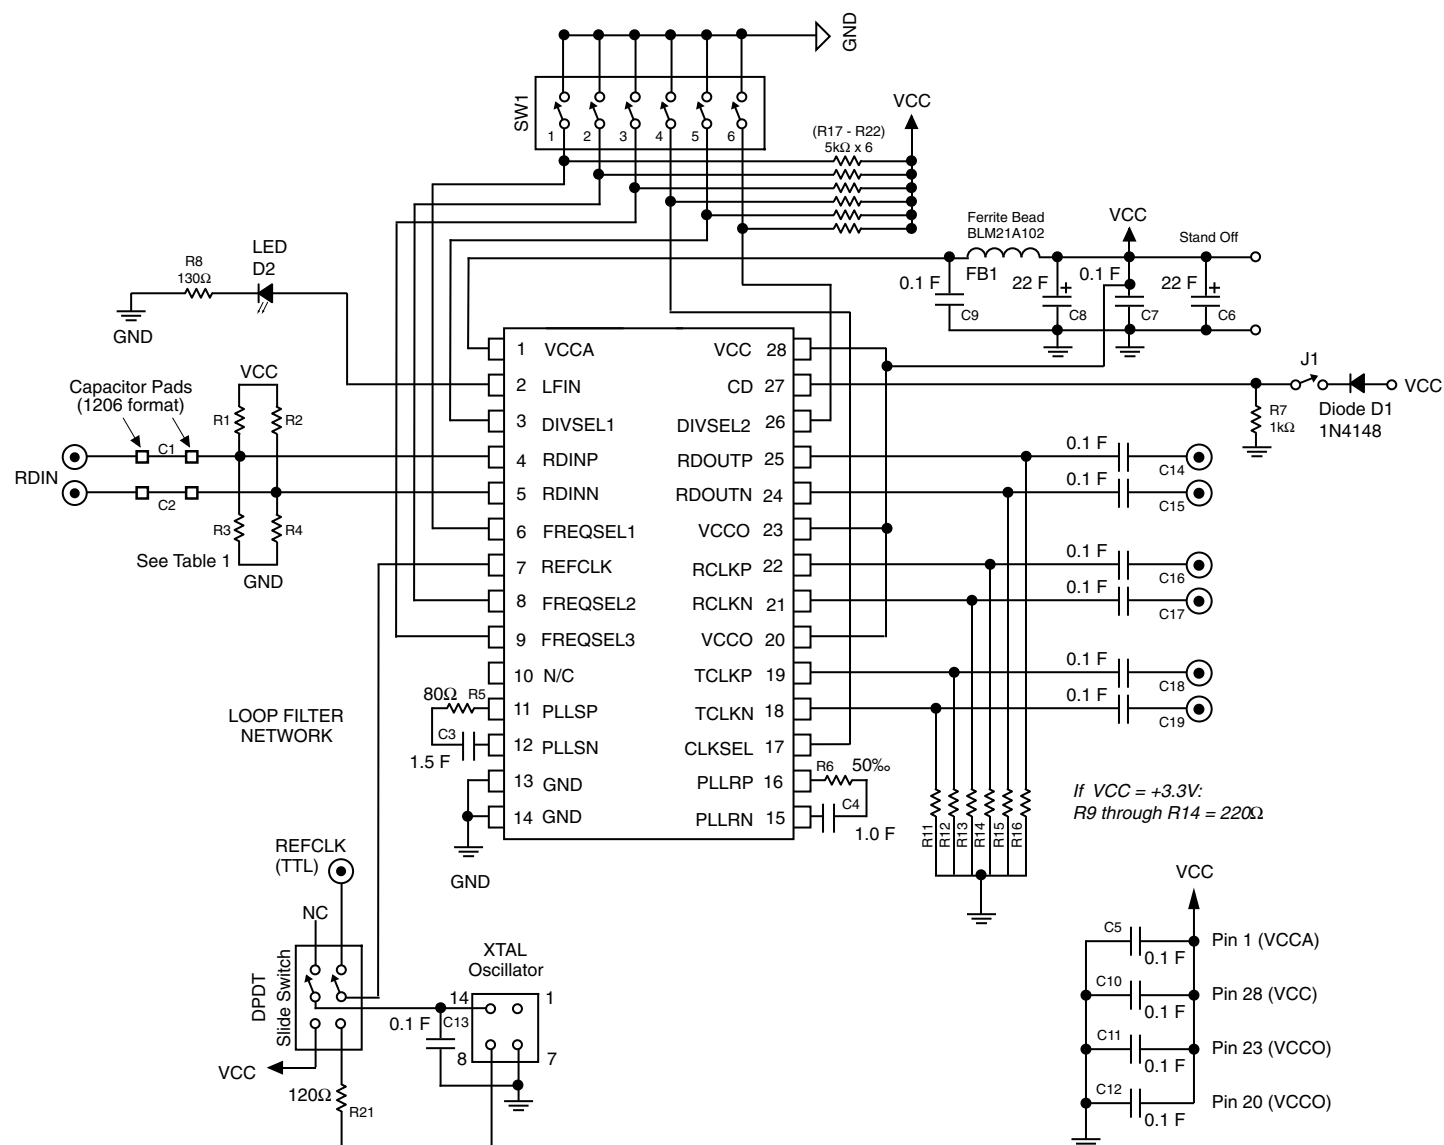 GND
SW1
1 2 3 4 5 6
VCC
(R17 - R22)
5kΩ x 6
Ferrite Bead
BLM21A102
FB1
VCC
Stand Off
0.1 F
C9
22 F
+
C8
0.1 F
C7
22 F
+
C6
LED
D2
R8
130Ω
GND
J1
VCC
Diode D1
1N4148
R7
1kΩ
Capacitor Pads
(1206 format)
VCC
R1
R2
C1
RDIN
C2
R3
R4
See Table 1
GND
1 VCCA
2 LFIN
3 DIVSEL1
4 RDINP
5 RDINN
6 FREQSEL1
7 REFCLK
8 FREQSEL2
9 FREQSEL3
10 N/C
11 PLLSP
12 PLLSN
13 GND
14 GND
VCC 28
CD 27
DIVSEL2 26
RDOUTP 25
RDOUTN 24
VCCO 23
RCLKP 22
RCLKN 21
VCCO 20
TCLKP 19
TCLKN 18
CLKSEL 17
PLLRP 16
PLLRN 15
0.1 F
C14
0.1 F
C15
0.1 F
C16
0.1 F
C17
0.1 F
C18
0.1 F
C19
LOOP FILTER
NETWORK
80Ω R5
C3
1.5 F
GND
R6 50‰
C4
1.0 F
R11
R12
R13
R14
R15
R16
If VCC = +3.3V:
R9 through R14 = 220Ω
REFCLK
(TTL)
NC
DPDT
Slide Switch
VCC
120Ω
R21
XTAL
Oscillator
14
1
0.1 F
C13
8
7
VCC
C5
0.1 F
Pin 1 (VCCA)
C10
0.1 F
Pin 28 (VCC)
C11
0.1 F
Pin 23 (VCCO)
C12
0.1 F
Pin 20 (VCCO)